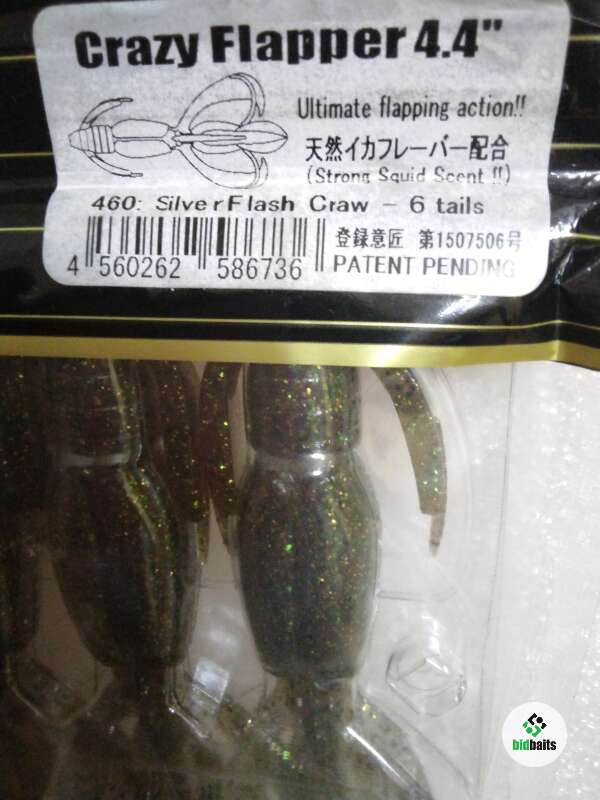 Crazy Flapper 4.4"
Ultimate flapping action!!
天然イカフレーバー配合
(Strong Squid Scent !!)
460: Silver Flash Craw - 6 tails
登録意匠 第1507506号
4 560262 586736
PATENT PENDING
bidbaits